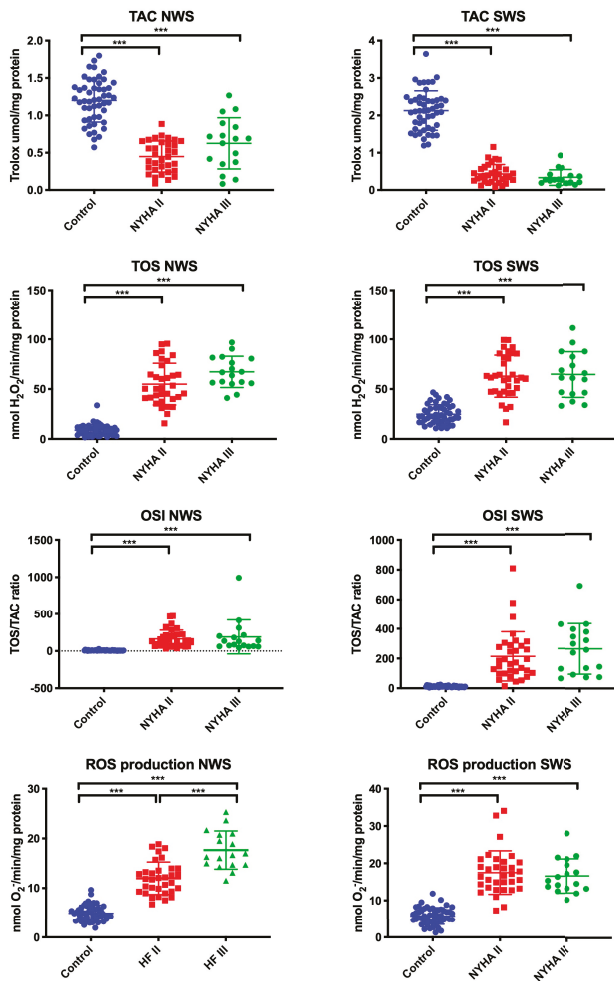 TAC NWS
Trolox umol/mg protein
2.0
1.5
1.0
0.5
0.0
***
***
Control
NYHA II
NYHA III
TAC SWS
Trolox umol/mg protein
4
3
2
1
0
***
***
Control
NYHA II
NYHA III
TOS NWS
nmol H₂O₂/min/mg protein
150
100
50
0
***
***
Control
NYHA II
NYHA III
TOS SWS
nmol H₂O₂/min/mg protein
150
100
50
0
***
***
Control
NYHA II
NYHA III
OSI NWS
TOS/TAC ratio
1500
1000
500
0
-500
***
***
Control
NYHA II
NYHA III
OSI SWS
TOS/TAC ratio
1000
800
600
400
200
0
***
***
Control
NYHA II
NYHA III
ROS production NWS
nmol O₂⁻/min/mg protein
30
20
10
0
***
***
***
Control
HF II
HF III
ROS production SWS
nmol O₂⁻/min/mg protein
40
30
20
10
0
***
***
Control
NYHA II
NYHA II/